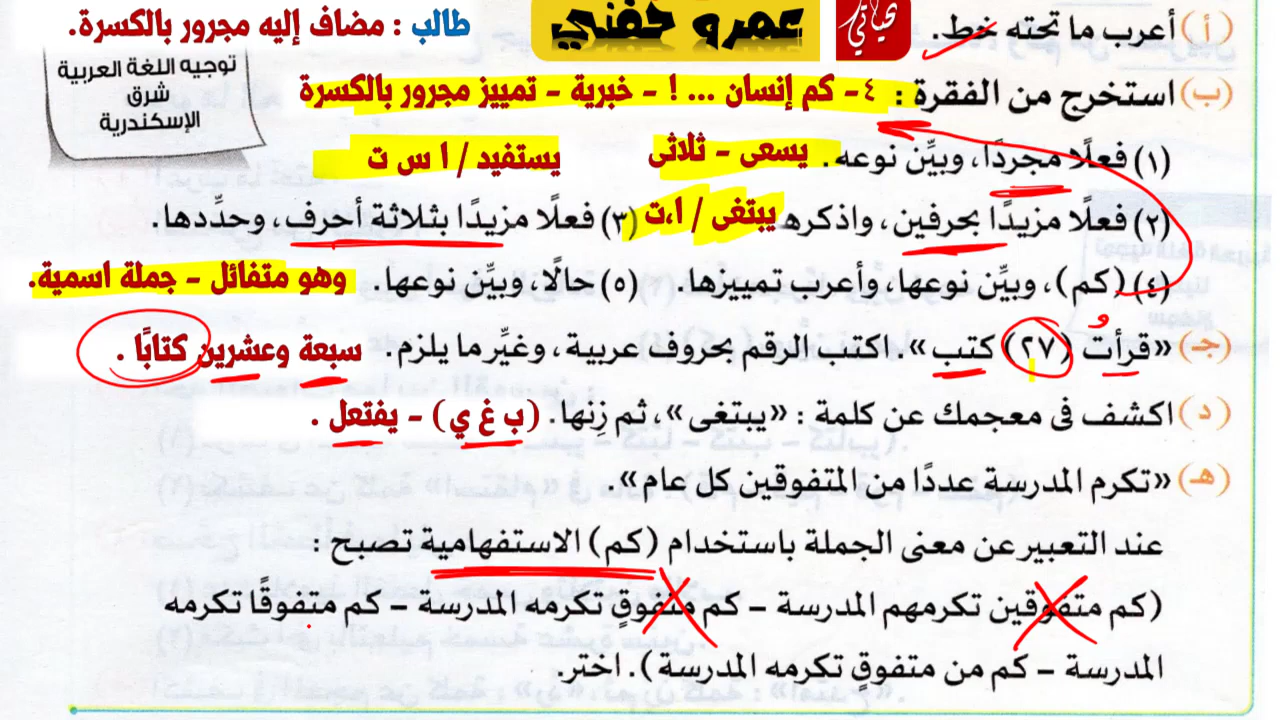 (أ) أعرب ما تحته خط. حياتي عمرو حفني طالب : مضاف إليه مجرور بالكسرة.
توجيه اللغة العربية
شرق
الإسكندرية
(ب) استخرج من الفقرة : ٤- كم إنسان ... ! - خبرية - تمييز مجرور بالكسرة
(١) فعلًا مجردًا، وبيِّن نوعه. يسعى - ثلاثى يستفيد / ا س ت
(٢) فعلًا مزيدًا بحرفين، واذكره يبتغى / ا،ت (٣) فعلًا مزيدًا بثلاثة أحرف، وحدِّدها.
(٤) (كم)، وبيِّن نوعها، وأعرب تمييزها. (٥) حالًا، وبيِّن نوعها. وهو متفائل - جملة اسمية.
(جـ) «قرأتُ (٢٧) كتب». اكتب الرقم بحروف عربية، وغيِّر ما يلزم. سبعة وعشرين كتابًا .
(د) اكشف فى معجمك عن كلمة : «يبتغى»، ثم زِنها. (ب غ ي) - يفتعل .
(هـ) «تكرم المدرسة عددًا من المتفوقين كل عام».
عند التعبير عن معنى الجملة باستخدام (كم) الاستفهامية تصبح :
(كم متفوقين تكرمهم المدرسة - كم متفوقٍ تكرمه المدرسة - كم متفوقًا تكرمه
المدرسة - كم من متفوقٍ تكرمه المدرسة). اختر.